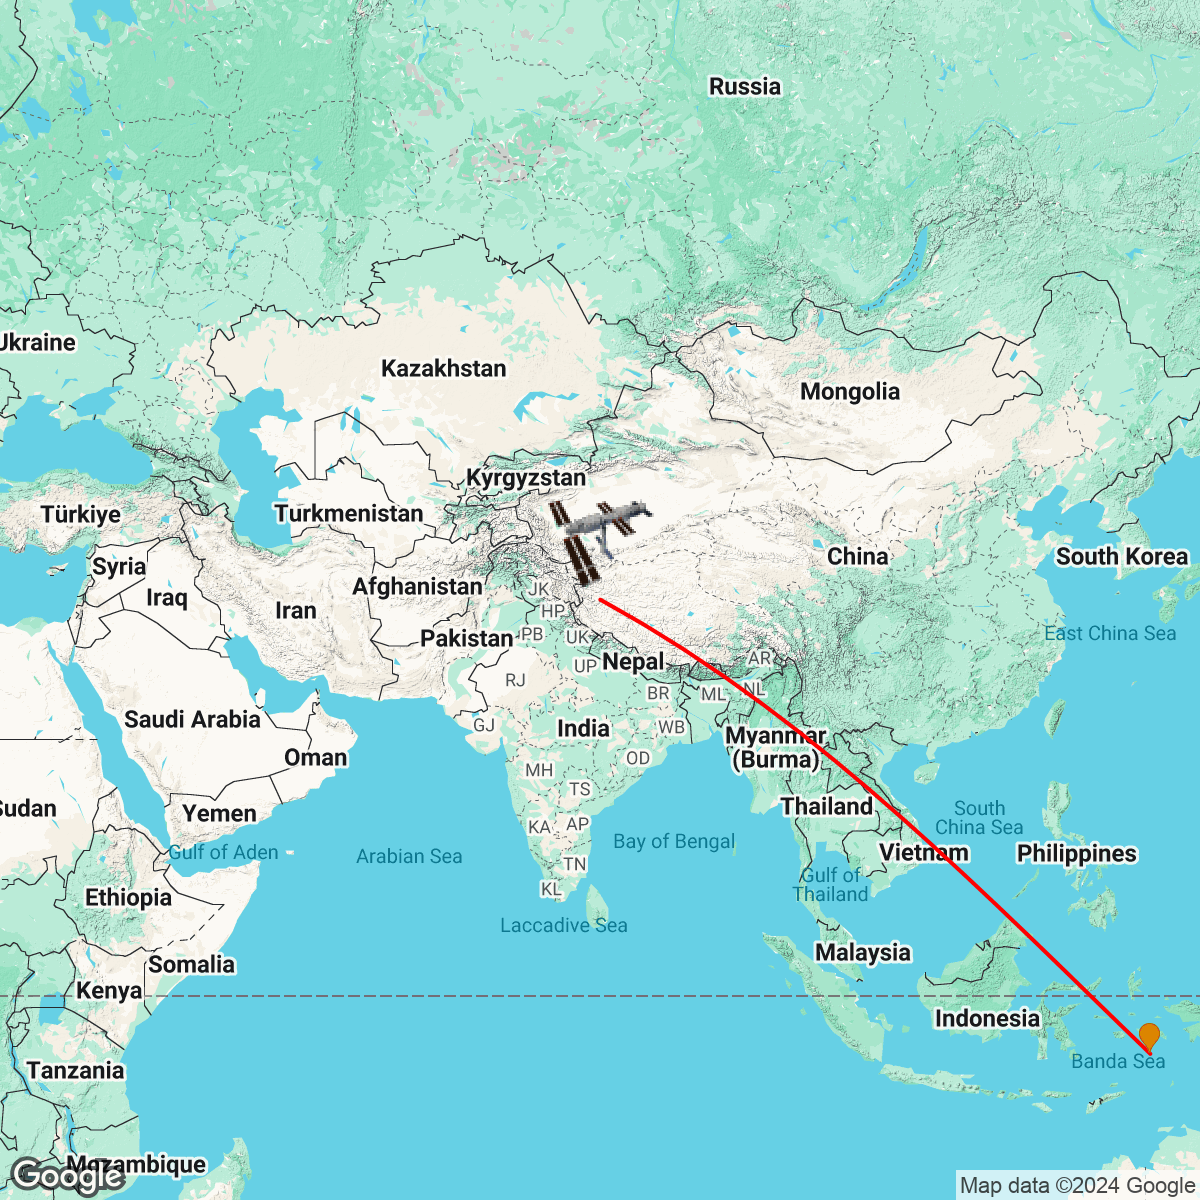 Russia
Ukraine
Kazakhstan
Mongolia
Kyrgyzstan
Türkiye
Turkmenistan
China
South Korea
Syria
Afghanistan
Iraq
Iran
JK
HP
Pakistan
PB
UK
East China Sea
Nepal
AR
UP
RJ
NL
BR
ML
Saudi Arabia
GJ
India
WB
Myanmar
(Burma)
Oman
OD
MH
TS
Sudan
Yemen
Thailand
South
China Sea
KA
AP
Bay of Bengal
Gulf of Aden
Arabian Sea
Vietnam
Philippines
TN
Gulf of
Thailand
KL
Ethiopia
Laccadive Sea
Malaysia
Somalia
Kenya
Indonesia
Tanzania
Banda Sea
Mozambique
Google
Map data ©2024 Google